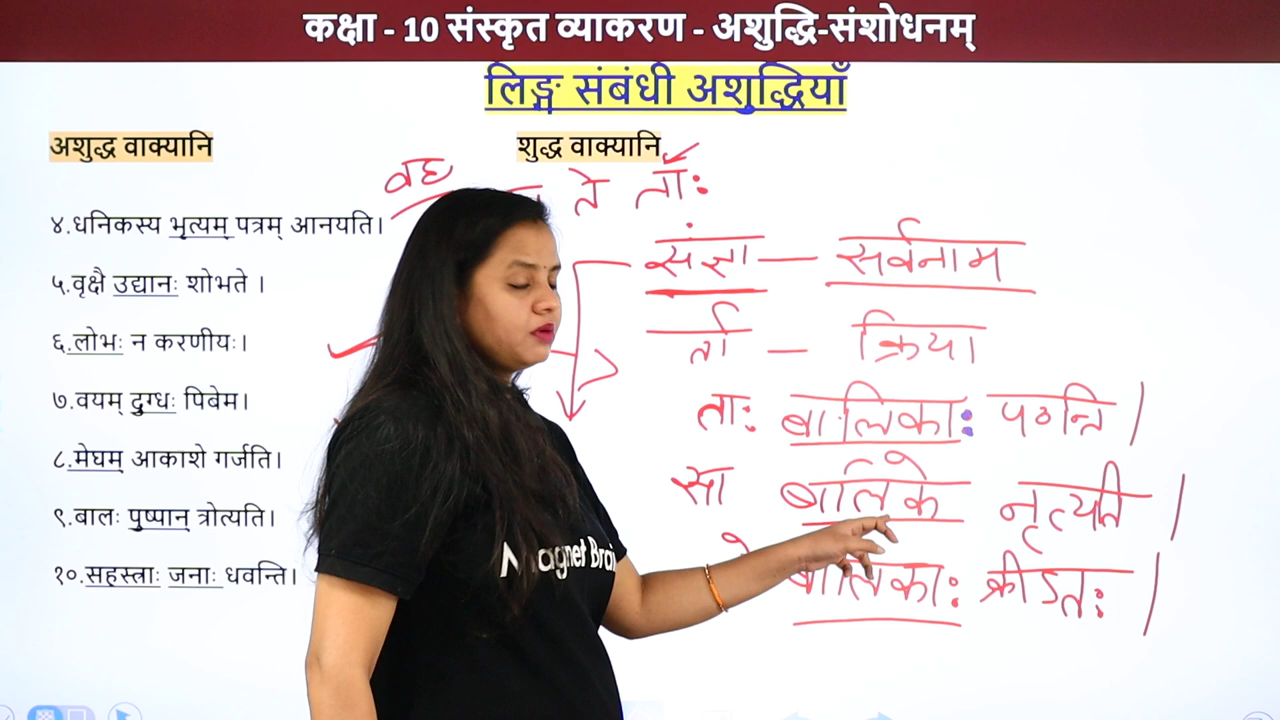 कक्षा - 10 संस्कृत व्याकरण - अशुद्धि-संशोधनम्
लिङ्ग संबंधी अशुद्धियाँ
अशुद्ध वाक्यानि
शुद्ध वाक्यानि
वह ते ताः
४.धनिकस्य भृत्यम् पत्रम् आनयति।
संज्ञा — सर्वनाम
५.वृक्षै उद्यानः शोभते ।
र्ता — क्रिया
६.लोभः न करणीयः।
ताः बालिकाः पठन्ति।
७.वयम् दुग्धः पिबेम।
सा बालिके नृत्यति।
८.मेघम् आकाशे गर्जति।
९.बालः पुष्पान् त्रोत्यति।
बालिकाः क्रीडतः।
१०.सहस्त्राः जनाः धवन्ति।
Magnet Brai